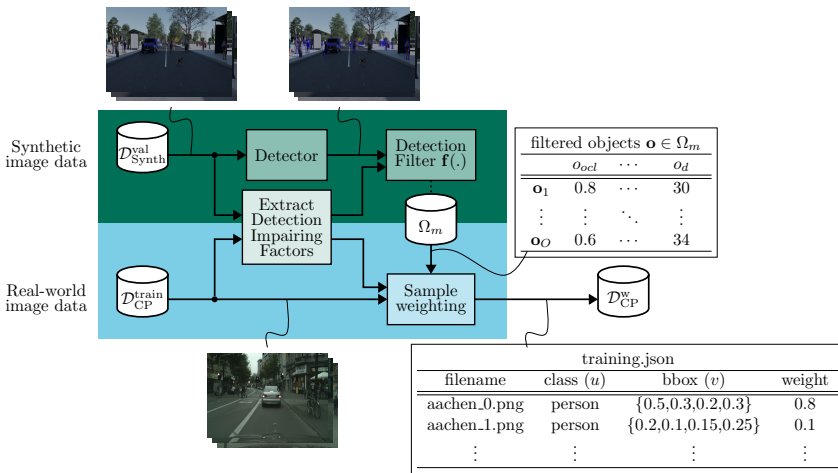 Synthetic
image data
𝒟^val_Synth
Detector
Detection
Filter f(.)
Extract
Detection
Impairing
Factors
Ω_m
filtered objects o ∈ Ω_m
o_ocl ⋯ o_d
o_1 0.8 ⋯ 30
⋮ ⋮ ⋱ ⋮
o_O 0.6 ⋯ 34
Real-world
image data
𝒟^train_CP
Sample
weighting
𝒟^w_CP
training.json
filename class (u) bbox (v) weight
aachen_0.png person {0.5,0.3,0.2,0.3} 0.8
aachen_1.png person {0.2,0.1,0.15,0.25} 0.1
⋮ ⋮ ⋮ ⋮